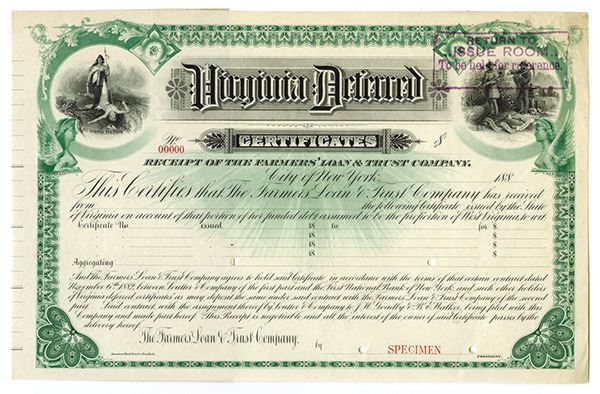 RETURN TO
ISSUE ROOM
To be held for reference.
Virginia Deferred
No
00000
CERTIFICATES
$
RECEIPT OF THE FARMERS' LOAN & TRUST COMPANY.
City of New York, 188
This Certifies that The Farmers' Loan & Trust Company has received
from the following Certificate issued by the State
of Virginia on account of that portion of her funded debt assumed to be the proportion of West Virginia to wit
Certificate No. issued 18 to for $
18 $
18 $
18 $
Aggregating
And the Farmers Loan & Trust Company agrees to hold said Certificate in accordance with the terms of that certain contract dated
November 6th 1882, between Coulter & Company of the first part and the First National Bank of New York, and such other holders
of Virginia deferred certificates as may deposit the same under said contract with the Farmers Loan & Trust Company of the second
part. Said contract, with the assignment thereof by & Company to & R. E. Walker, being filed with this
Company and made part hereof. This Receipt is negotiable and all the interest of the owner of said Certificate passes by the
delivery hereof.
The Farmers Loan & Trust Company,
by SPECIMEN
PRESIDENT.